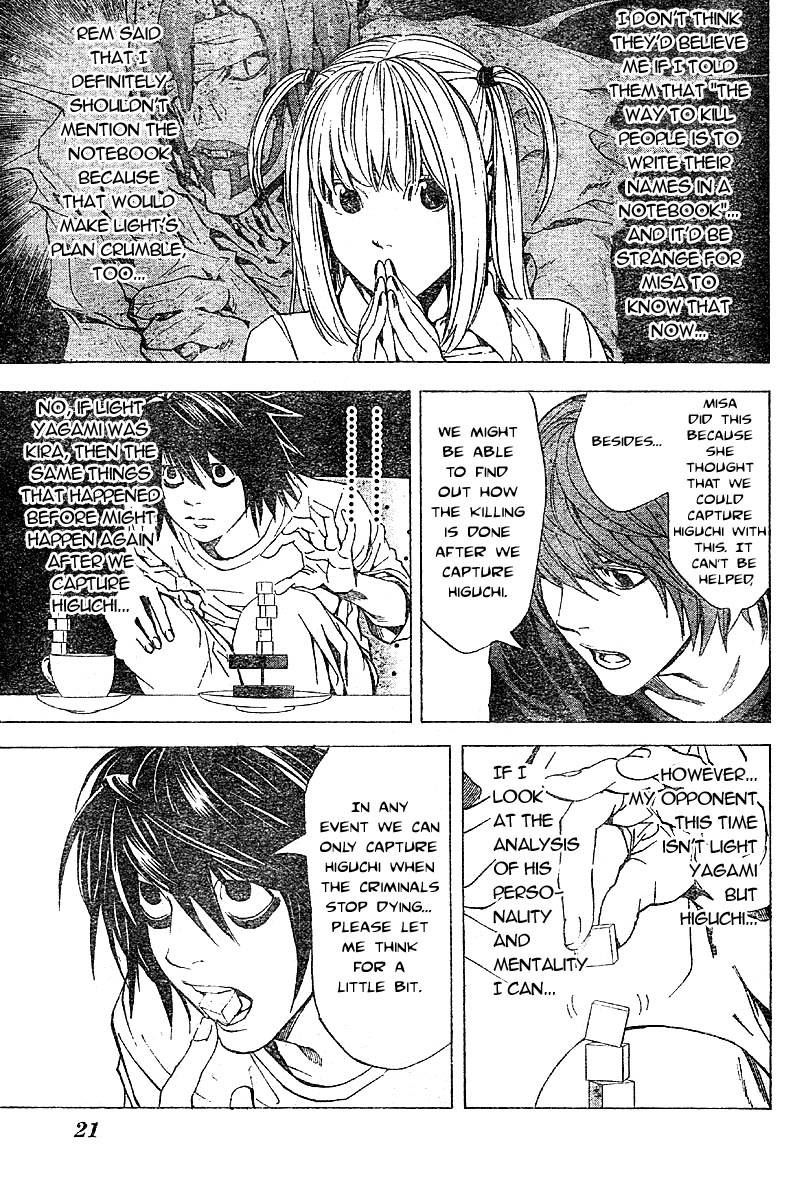 I DON'T THINK
THEY'D BELIEVE
ME IF I TOLD
THEM THAT "THE
WAY TO KILL
PEOPLE IS TO
WRITE THEIR
NAMES IN A
NOTEBOOK"...
AND IT'D BE
STRANGE FOR
MISA TO
KNOW THAT
NOW...
REM SAID
THAT I
DEFINITELY
SHOULDN'T
MENTION THE
NOTEBOOK
BECAUSE
THAT WOULD
MAKE LIGHT'S
PLAN CRUMBLE,
TOO...
MISA
DID THIS
BECAUSE
SHE
THOUGHT
THAT WE
COULD
CAPTURE
HIGUCHI WITH
THIS. IT
CAN'T BE
HELPED.
BESIDES...
WE MIGHT
BE ABLE
TO FIND
OUT HOW
THE KILLING
IS DONE
AFTER WE
CAPTURE
HIGUCHI.
NO, IF LIGHT
YAGAMI WAS
KIRA, THEN THE
SAME THINGS
THAT HAPPENED
BEFORE MIGHT
HAPPEN AGAIN
AFTER WE
CAPTURE
HIGUCHI...
HOWEVER...
MY OPPONENT
THIS TIME
ISN'T LIGHT
YAGAMI
BUT
HIGUCHI...
IF I
LOOK
AT THE
ANALYSIS
OF HIS
PERSO-
NALITY
AND
MENTALITY
I CAN...
IN ANY
EVENT WE CAN
ONLY CAPTURE
HIGUCHI WHEN
THE CRIMINALS
STOP DYING...
PLEASE LET
ME THINK
FOR A
LITTLE BIT.
21